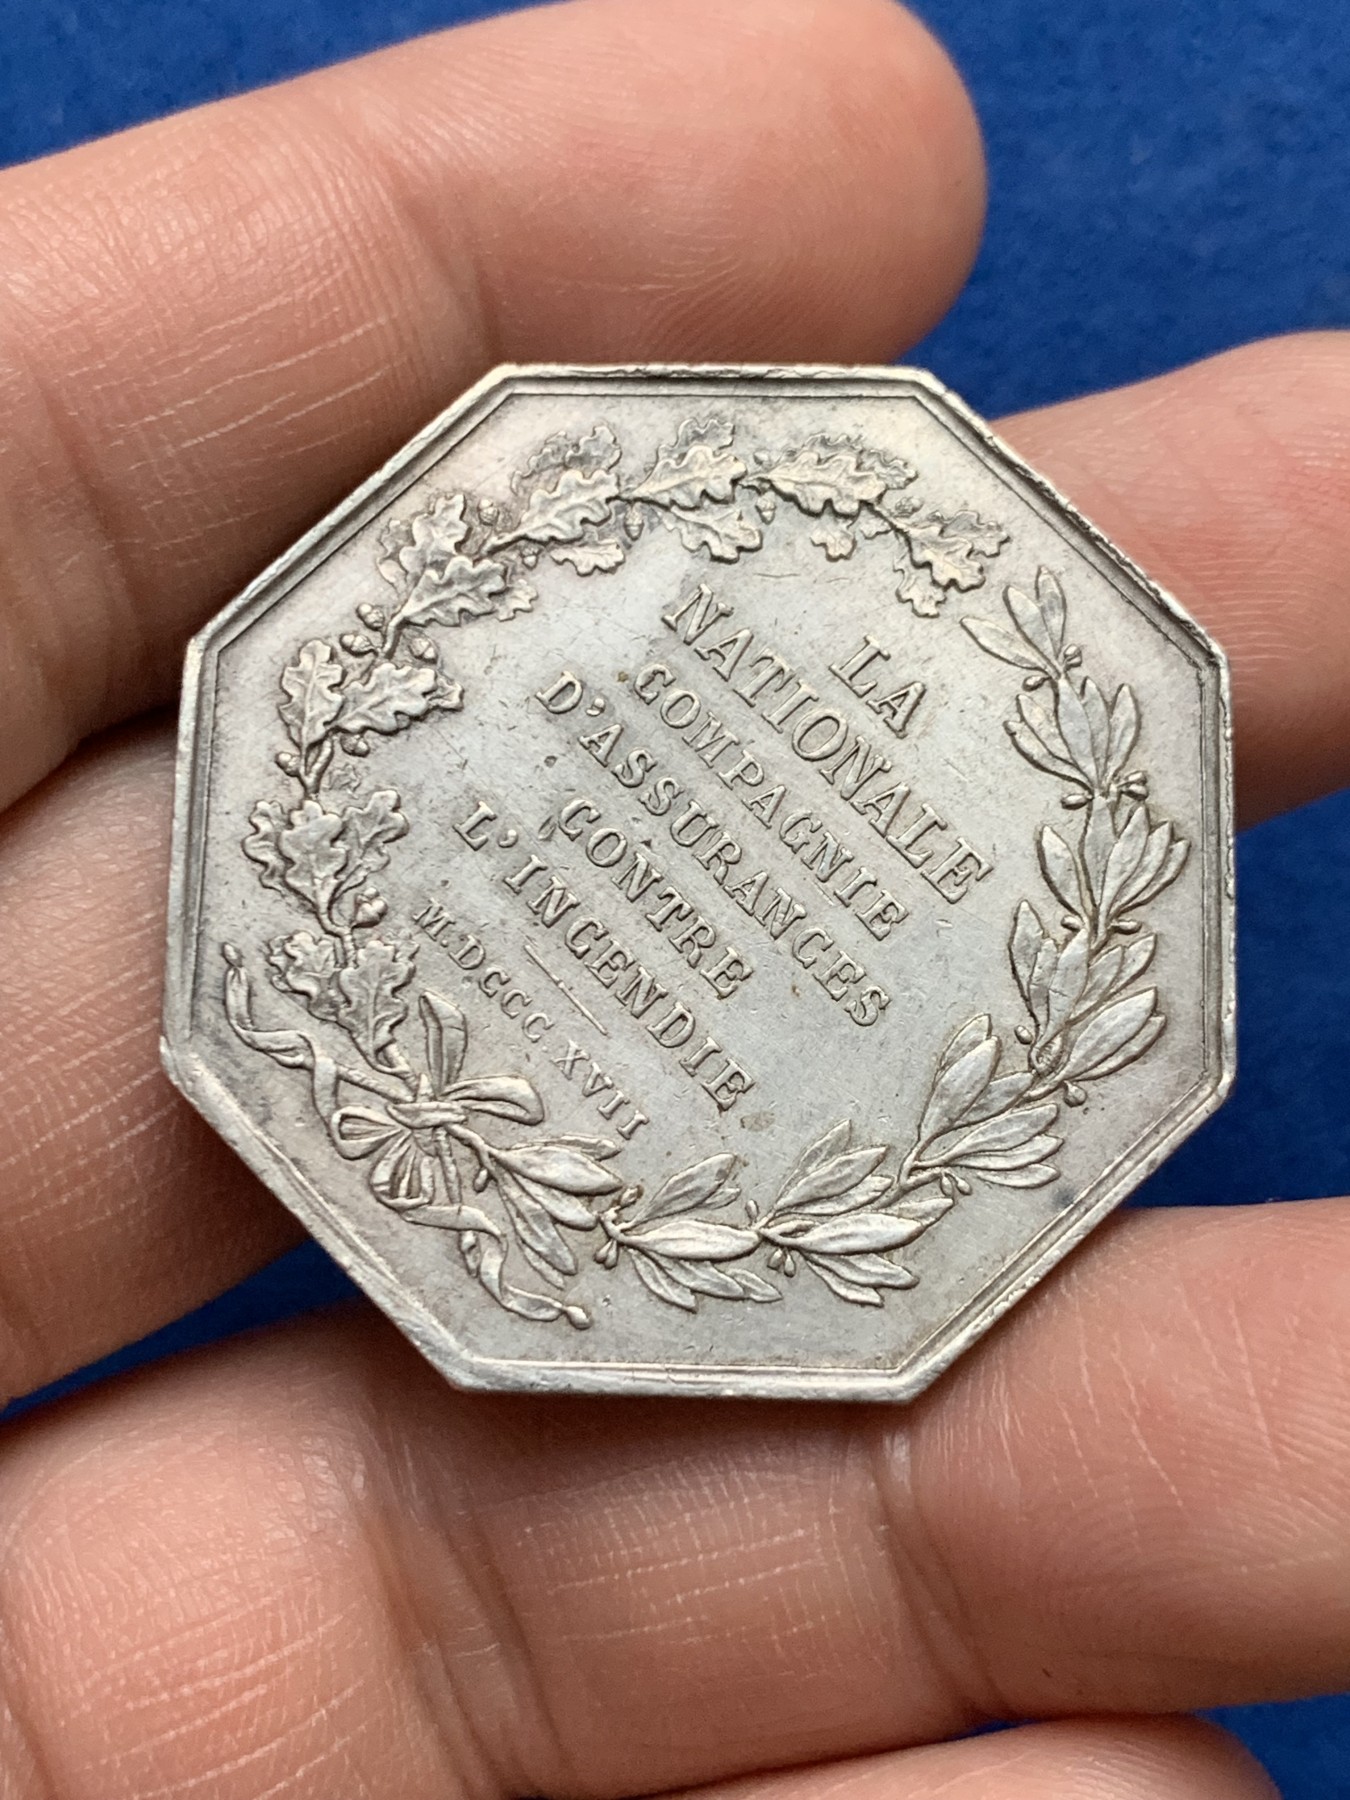 LA
NATIONALE
COMPAGNIE
D'ASSURANCES
CONTRE
L'INCENDIE
M.DCCC.XVII